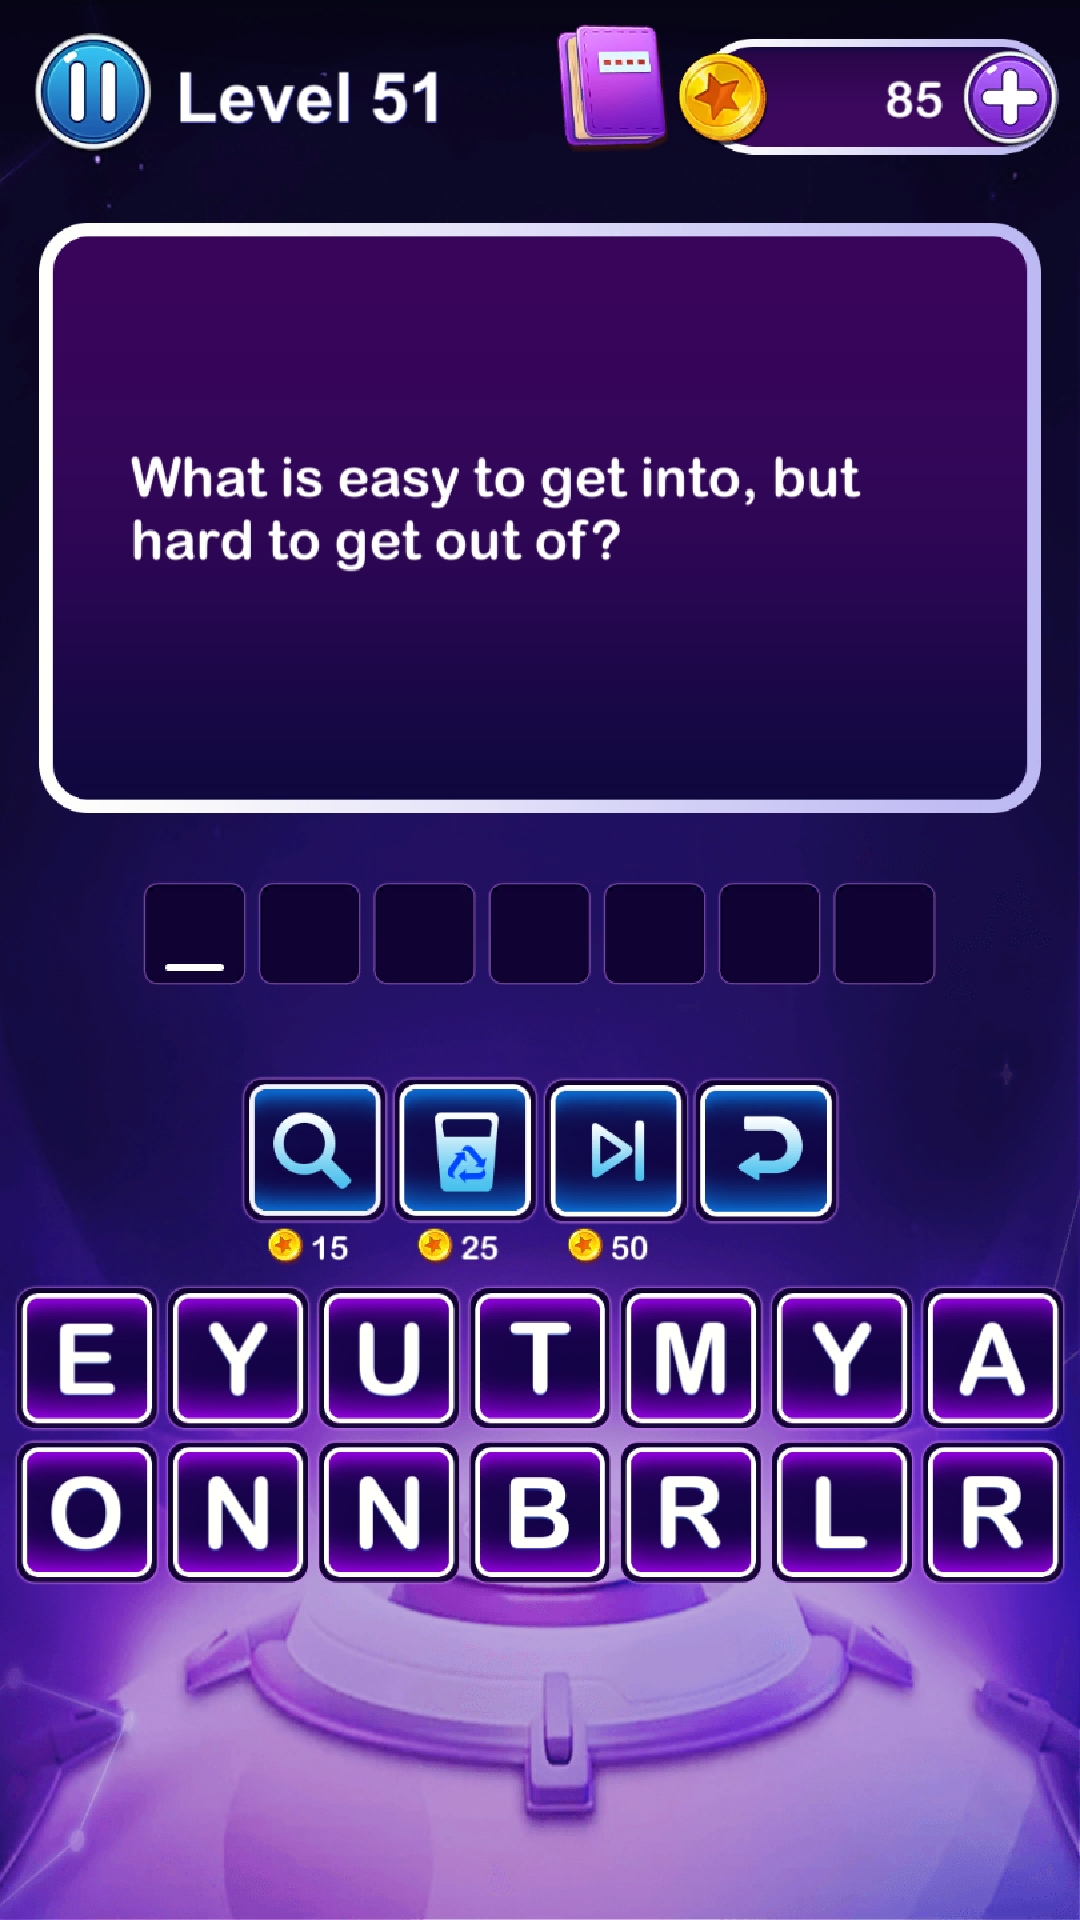 Level 51
85
What is easy to get into, but
hard to get out of?
15 25 50
E Y U T M Y A
O N N B R L R